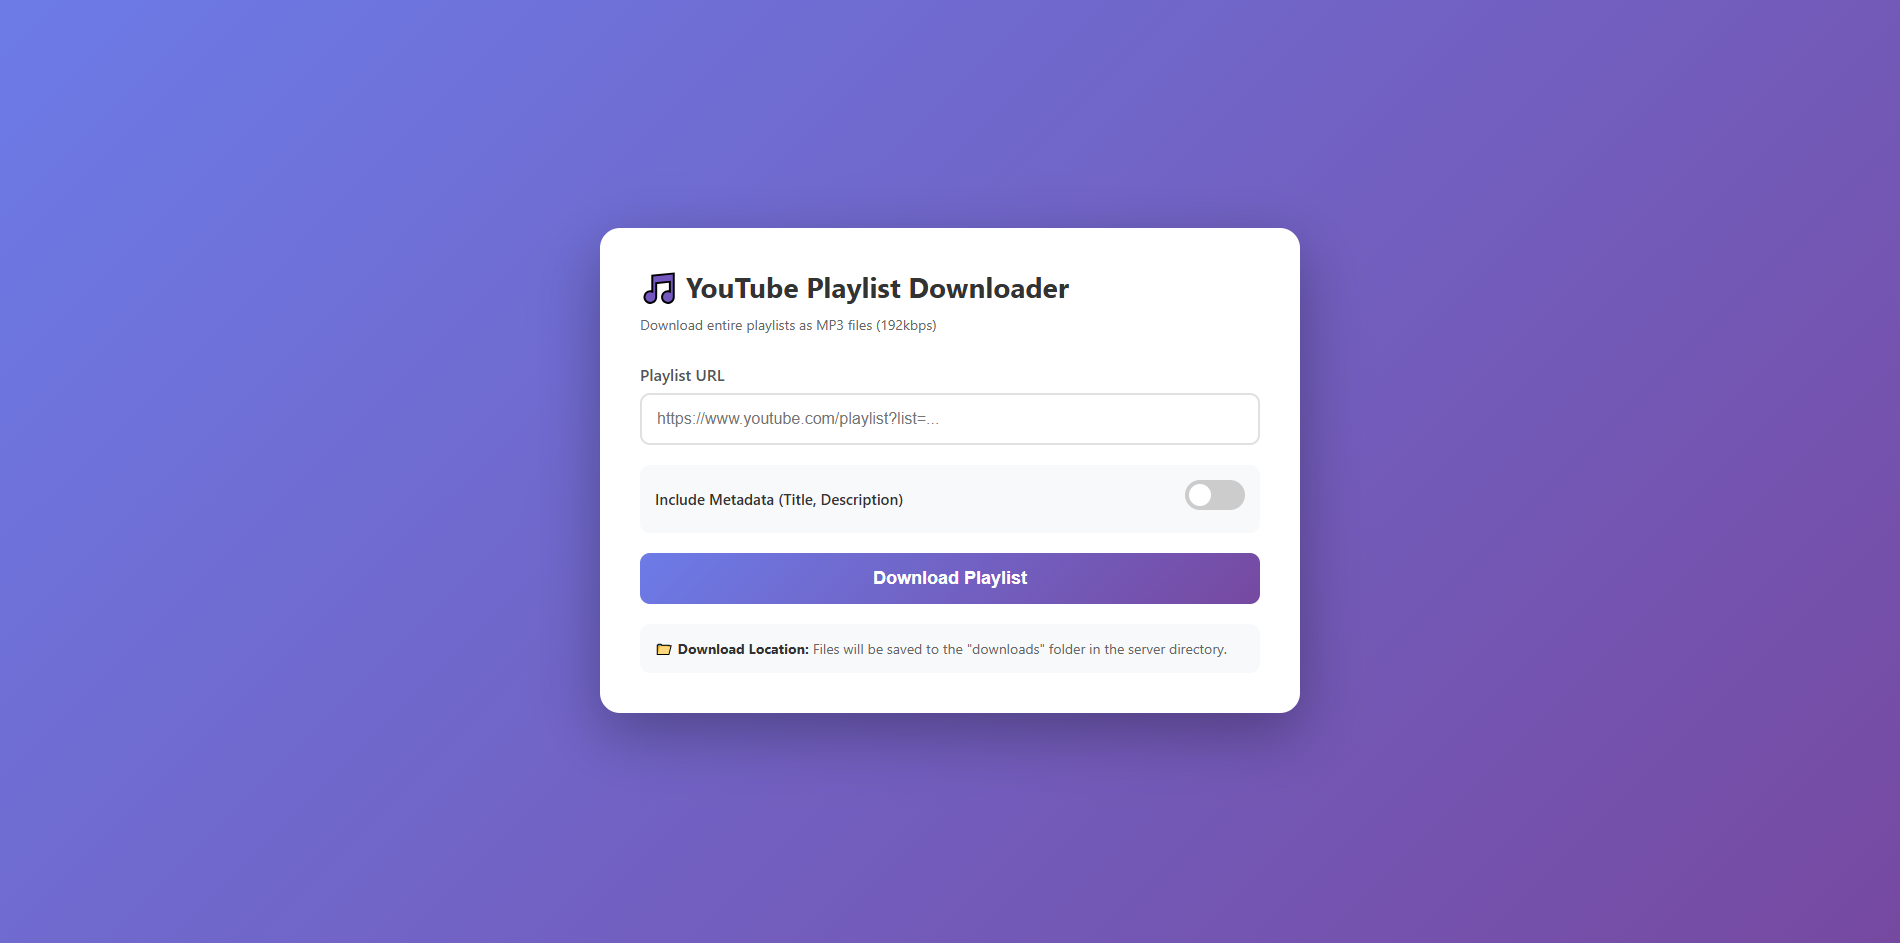 YouTube Playlist Downloader
Download entire playlists as MP3 files (192kbps)
Playlist URL
https://www.youtube.com/playlist?list=...
Include Metadata (Title, Description)
Download Playlist
Download Location: Files will be saved to the "downloads" folder in the server directory.